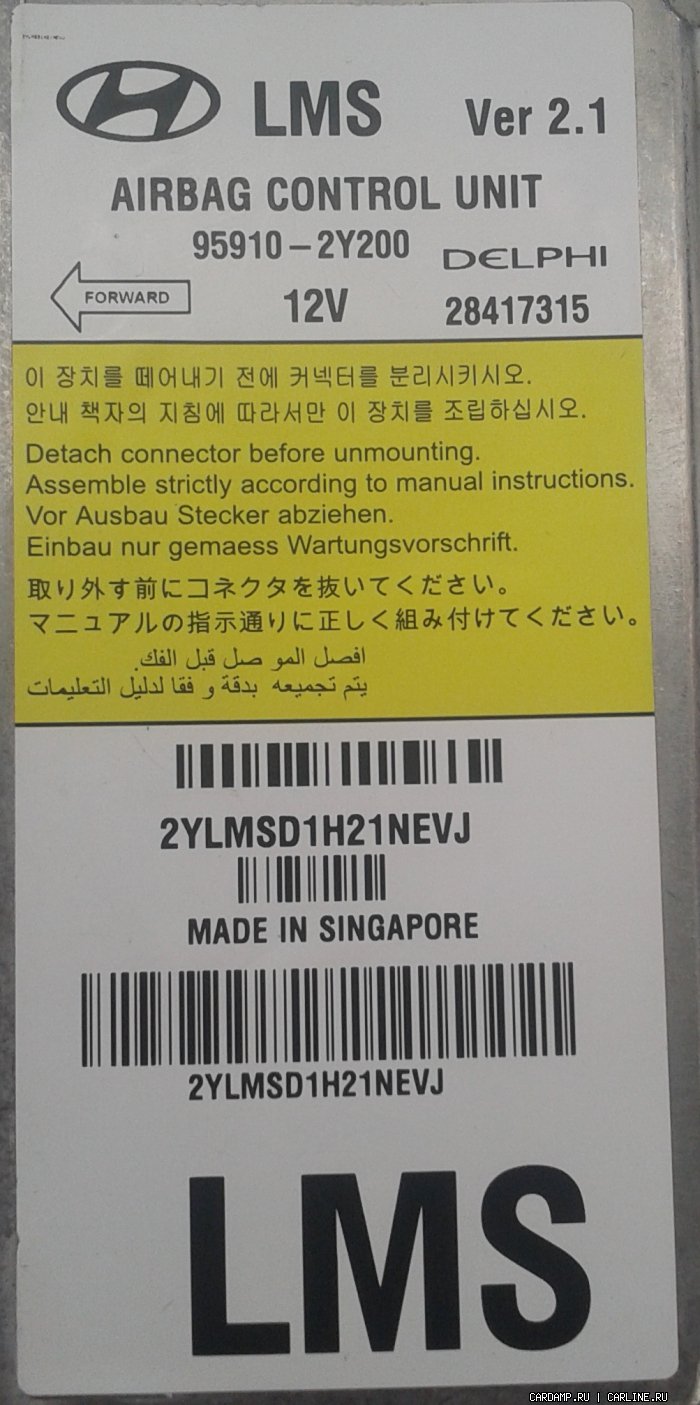 LMS Ver 2.1
AIRBAG CONTROL UNIT
95910-2Y200 DELPHI
FORWARD 12V 28417315
이 장치를 떼어내기 전에 커넥터를 분리시키시오.
안내 책자의 지침에 따라서만 이 장치를 조립하십시오.
Detach connector before unmounting.
Assemble strictly according to manual instructions.
Vor Ausbau Stecker abziehen.
Einbau nur gemaess Wartungsvorschrift.
取り外す前にコネクタを抜いてください。
マニュアルの指示通りに正しく組み付けてください。
افصل المو صل قبل الفك.
يتم تجميعه بدقة و فقا لدليل التعليمات
2YLMSD1H21NEVJ
MADE IN SINGAPORE
2YLMSD1H21NEVJ
LMS
CARDAMP.RU | CARLINE.RU